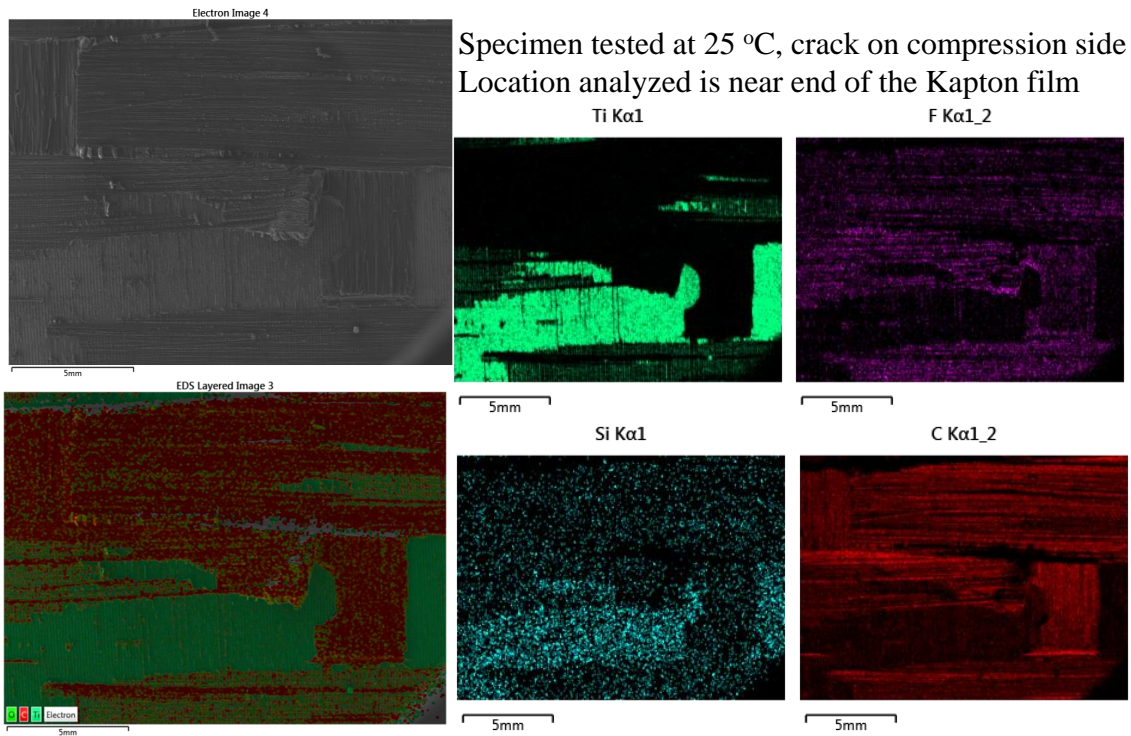 Electron Image 4
5mm
Specimen tested at 25 °C, crack on compression side
Location analyzed is near end of the Kapton film
Ti Kα1
F Kα1_2
5mm
5mm
EDS Layered Image 3
O C Ti Electron
5mm
Si Kα1
C Kα1_2
5mm
5mm